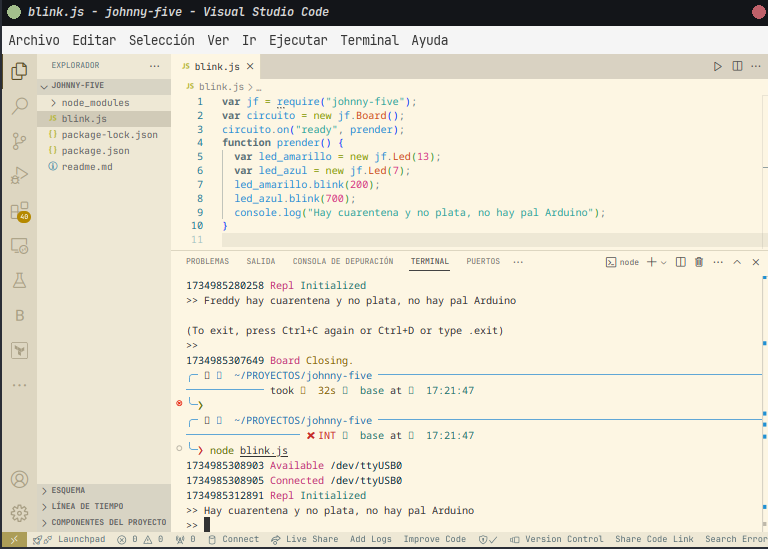 blink.js - johnny-five - Visual Studio Code
Archivo Editar Selección Ver Ir Ejecutar Terminal Ayuda
EXPLORADOR
JOHNNY-FIVE
node_modules
JS blink.js
{} package-lock.json
{} package.json
readme.md
40
B
ESQUEMA
LÍNEA DE TIEMPO
COMPONENTES DEL PROYECTO
JS blink.js
JS blink.js > …
1 var jf = require("johnny-five");
2 var circuito = new jf.Board();
3 circuito.on("ready", prender);
4 function prender() {
5 var led_amarillo = new jf.Led(13);
6 var led_azul = new jf.Led(7);
7 led_amarillo.blink(200);
8 led_azul.blink(700);
9 console.log("Hay cuarentena y no plata, no hay pal Arduino");
10 }
11
PROBLEMAS SALIDA CONSOLA DE DEPURACIÓN TERMINAL PUERTOS ··· node
1734985280258 Repl Initialized
>> Freddy hay cuarentena y no plata, no hay pal Arduino
(To exit, press Ctrl+C again or Ctrl+D or type .exit)
>>
1734985307649 Board Closing.
~/PROYECTOS/johnny-five
took 32s base at 17:21:47
❯
~/PROYECTOS/johnny-five
✘ INT base at 17:21:47
❯ node blink.js
1734985308903 Available /dev/ttyUSB0
1734985308905 Connected /dev/ttyUSB0
1734985312891 Repl Initialized
>> Hay cuarentena y no plata, no hay pal Arduino
>>
Launchpad 0 0 0 Connect Live Share Add Logs Improve Code Version Control Share Code Link Search Error